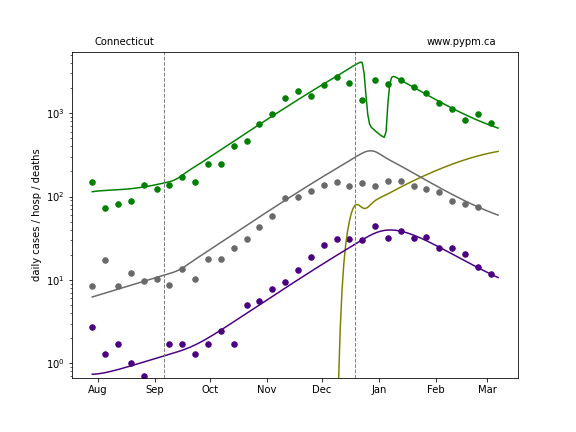 Connecticut
www.pypm.ca
daily cases / hosp / deaths
10³
10²
10¹
10⁰
Aug Sep Oct Nov Dec Jan Feb Mar